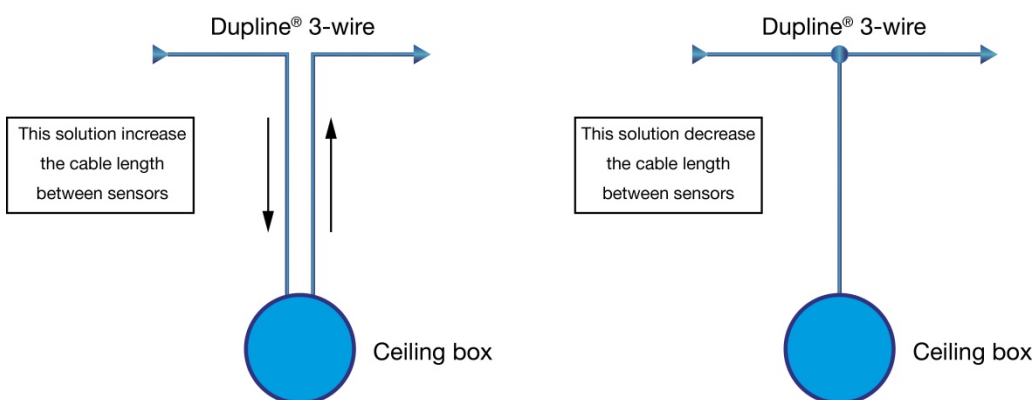 Dupline® 3-wire
This solution increase
the cable length
between sensors
Ceiling box
Dupline® 3-wire
This solution decrease
the cable length
between sensors
Ceiling box